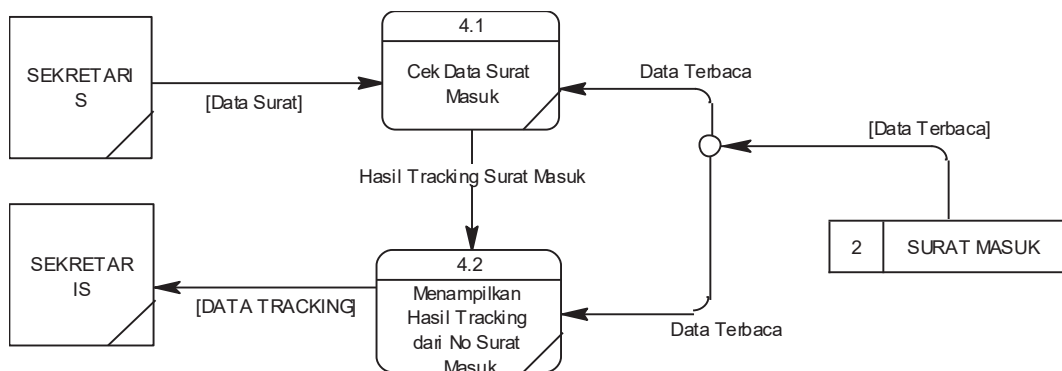 SEKRETARI
S
[Data Surat]
4.1
Cek Data Surat
Masuk
Data Terbaca
[Data Terbaca]
Hasil Tracking Surat Masuk
2
SURAT MASUK
SEKRETAR
IS
[DATA TRACKING]
4.2
Menampilkan
Hasil Tracking
dari No Surat
Masuk
Data Terbaca